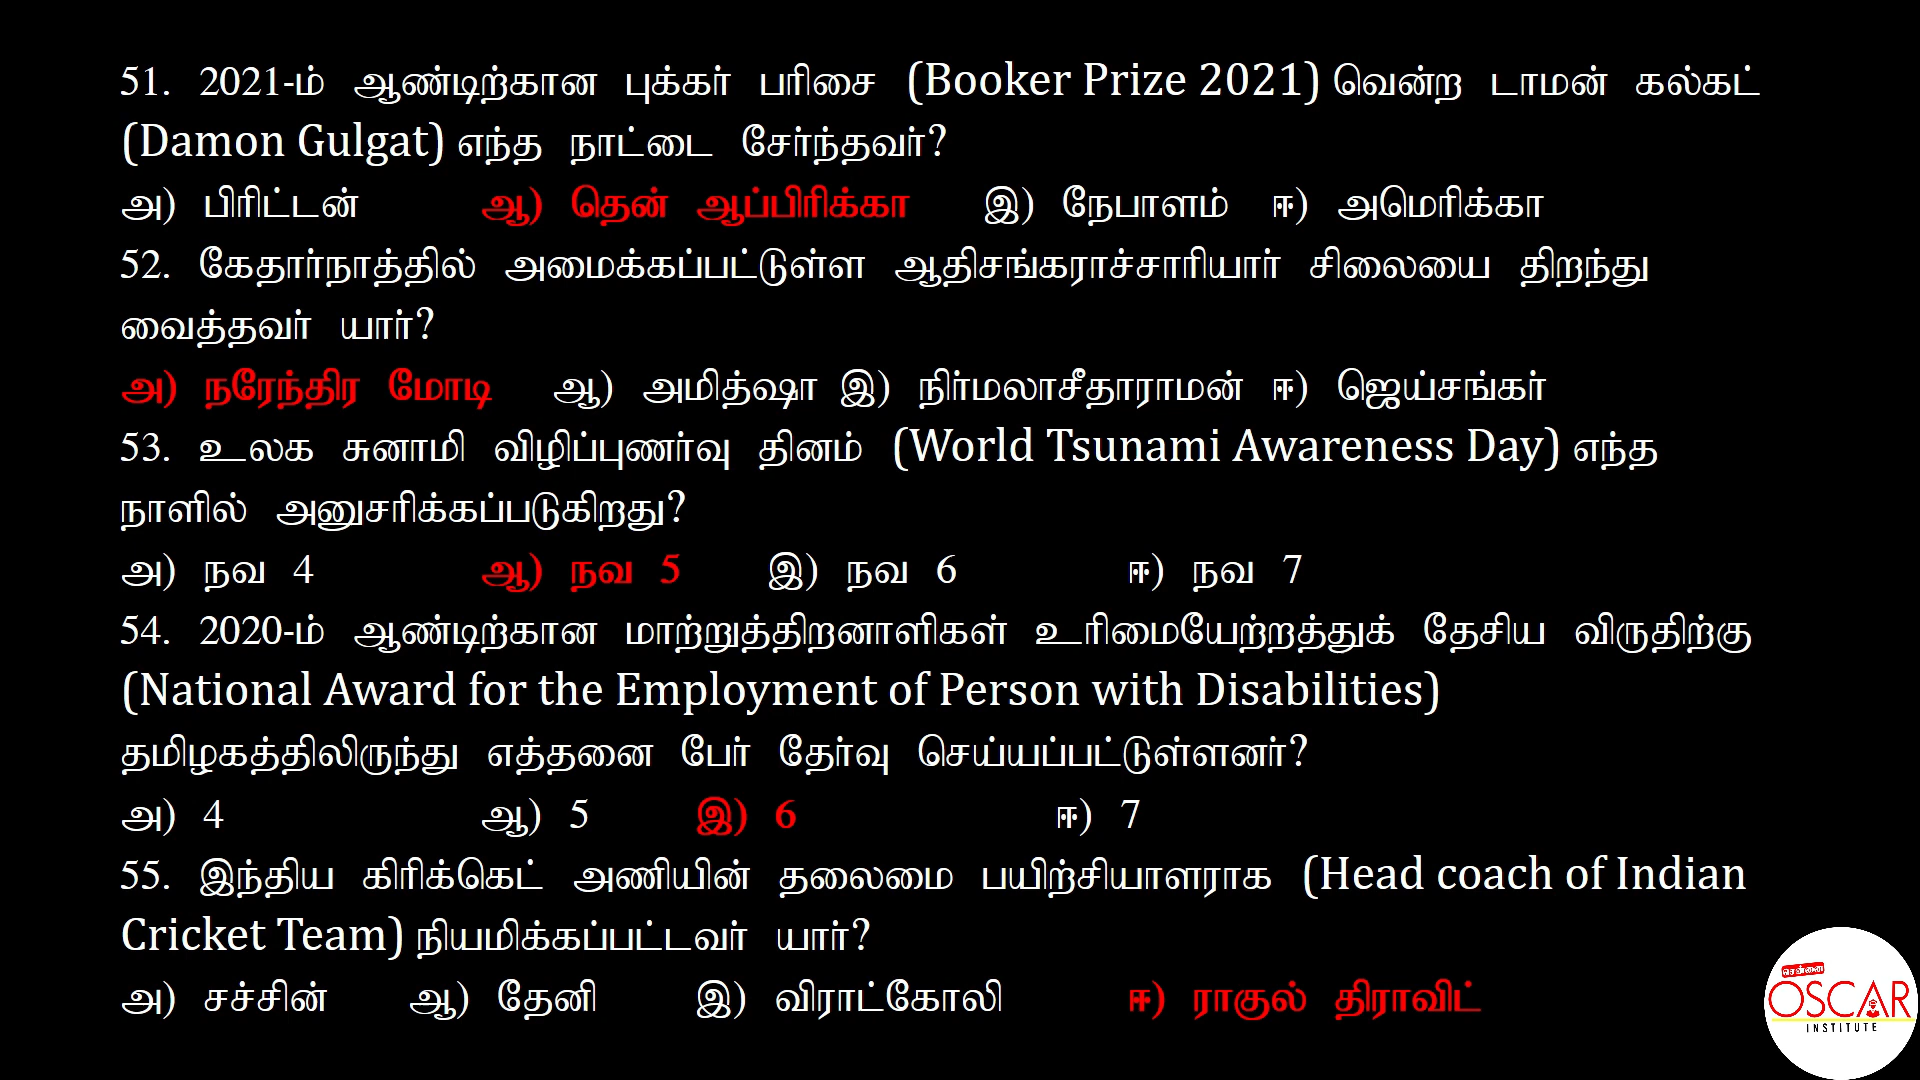 51. 2021-ம் ஆண்டிற்கான புக்கர் பரிசை (Booker Prize 2021) வென்ற டாமன் கல்கட்
(Damon Gulgat) எந்த நாட்டை சேர்ந்தவர்?
அ) பிரிட்டன் ஆ) தென் ஆப்பிரிக்கா இ) நேபாளம் ஈ) அமெரிக்கா
52. கேதார்நாத்தில் அமைக்கப்பட்டுள்ள ஆதிசங்கராச்சாரியார் சிலையை திறந்து
வைத்தவர் யார்?
அ) நரேந்திர மோடி ஆ) அமித்ஷா இ) நிர்மலாசீதாராமன் ஈ) ஜெய்சங்கர்
53. உலக சுனாமி விழிப்புணர்வு தினம் (World Tsunami Awareness Day) எந்த
நாளில் அனுசரிக்கப்படுகிறது?
அ) நவ 4 ஆ) நவ 5 இ) நவ 6 ஈ) நவ 7
54. 2020-ம் ஆண்டிற்கான மாற்றுத்திறனாளிகள் உரிமையேற்றத்துக் தேசிய விருதிற்கு
(National Award for the Employment of Person with Disabilities)
தமிழகத்திலிருந்து எத்தனை பேர் தேர்வு செய்யப்பட்டுள்ளனர்?
அ) 4 ஆ) 5 இ) 6 ஈ) 7
55. இந்திய கிரிக்கெட் அணியின் தலைமை பயிற்சியாளராக (Head coach of Indian
Cricket Team) நியமிக்கப்பட்டவர் யார்?
அ) சச்சின் ஆ) தேனி இ) விராட்கோலி ஈ) ராகுல் திராவிட்
சென்னை
OSCAR
INSTITUTE